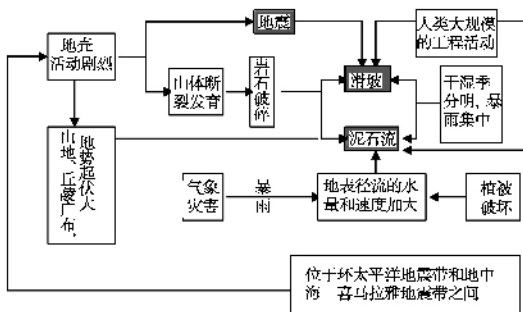 地壳
活动剧烈
地震
人类大规模
的工程活动
山体断
裂发育
岩石破碎
滑坡
干湿季
分明，暴
雨集中
地势起伏大
山地、丘陵广布，
泥石流
气象
灾害
暴雨
地表径流的水
量和速度加大
植被
破坏
位于环太平洋地震带和地中
海 喜马拉雅地震带之间